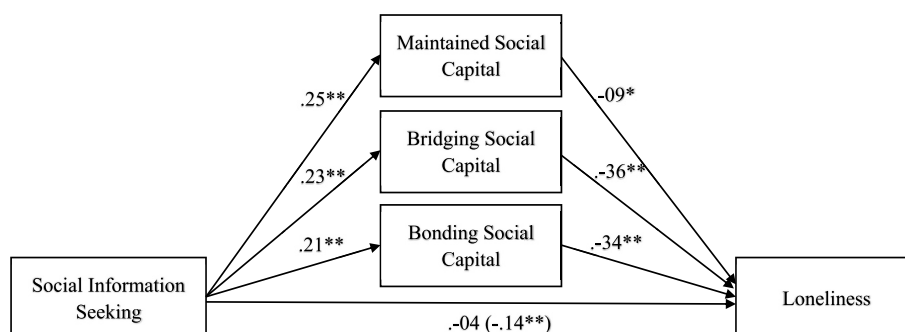 Maintained Social
Capital
.25**
.-09*
Bridging Social
Capital
.23**
.-36**
Bonding Social
Capital
.21**
.-34**
Social Information
Seeking
Loneliness
.-04 (-.14**)